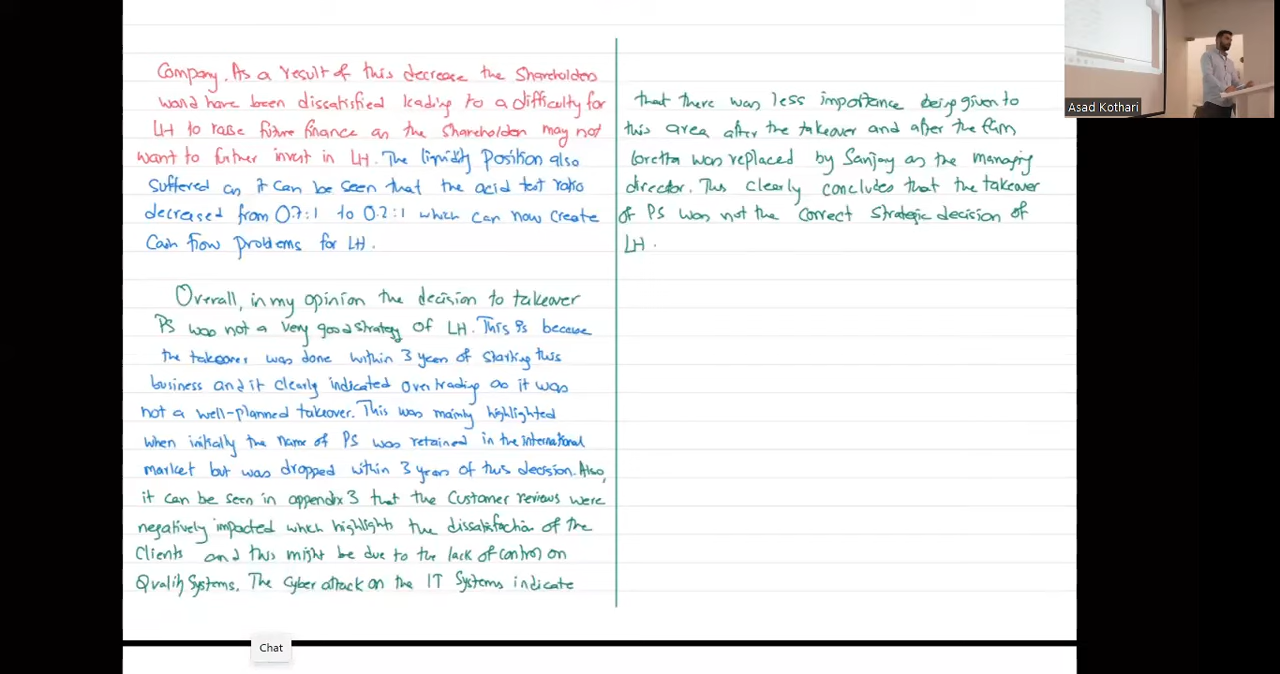 Company. As a result of this decrease the Shareholders
would have been dissatisfied leading to a difficulty for
LH to raise future finance as the Shareholders may not
want to further invest in LH. The liquidity Position also
Suffered as it can be seen that the acid test ratio
decreased from 0.7:1 to 0.2:1 which can now create
Cash flow problems for LH.
Overall, in my opinion the decision to takeover
PS was not a very good strategy of LH. This is because
the takeover was done within 3 years of starting this
business and it clearly indicated overtrading as it was
not a well-planned takeover. This was mainly highlighted
when initially the name of PS was retained in the international
market but was dropped within 3 years of this decision. Also,
it can be seen in appendix 3 that the Customer reviews were
negatively impacted which highlights the dissatisfaction of the
Clients and this might be due to the lack of control on
Quality Systems. The Cyber attack on the IT Systems indicate
that there was less importance being given to
this area after the takeover and after the
Loretta was replaced by Sanjay as the Managing
director. This clearly concludes that the takeover
of PS was not the correct strategic decision of
LH.
Asad Kothari
Chat